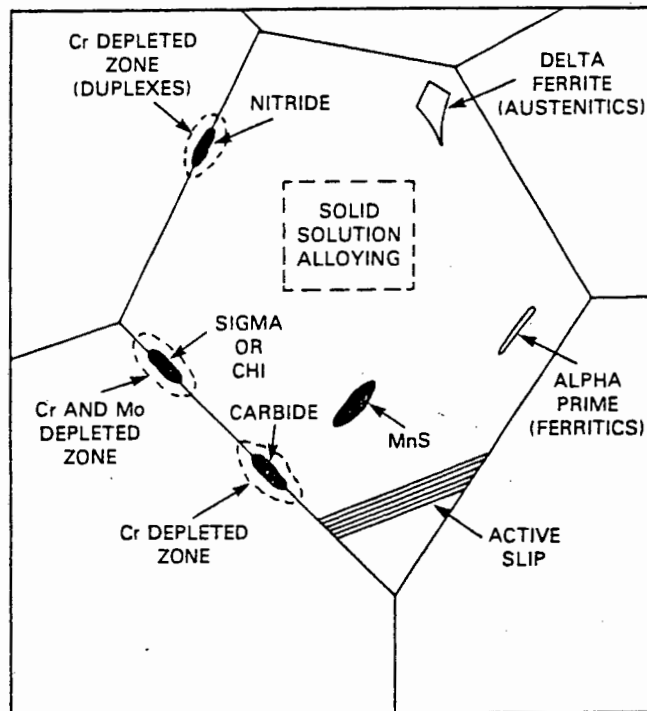 Cr DEPLETED
ZONE
(DUPLEXES)
NITRIDE
DELTA
FERRITE
(AUSTENITICS)
SOLID
SOLUTION
ALLOYING
SIGMA
OR
CHI
Cr AND Mo
DEPLETED
ZONE
CARBIDE
MnS
ALPHA
PRIME
(FERRITICS)
Cr DEPLETED
ZONE
ACTIVE
SLIP